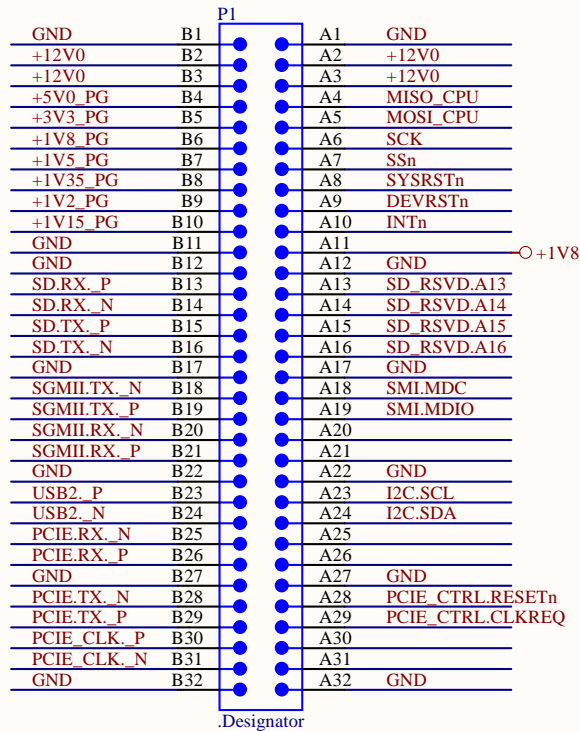 P1
GND B1 A1 GND
+12V0 B2 A2 +12V0
+12V0 B3 A3 +12V0
+5V0_PG B4 A4 MISO_CPU
+3V3_PG B5 A5 MOSI_CPU
+1V8_PG B6 A6 SCK
+1V5_PG B7 A7 SSn
+1V35_PG B8 A8 SYSRSTn
+1V2_PG B9 A9 DEVRSTn
+1V15_PG B10 A10 INTn
GND B11 A11 +1V8
GND B12 A12 GND
SD.RX._P B13 A13 SD_RSVD.A13
SD.RX._N B14 A14 SD_RSVD.A14
SD.TX._P B15 A15 SD_RSVD.A15
SD.TX._N B16 A16 SD_RSVD.A16
GND B17 A17 GND
SGMII.TX._N B18 A18 SMI.MDC
SGMII.TX._P B19 A19 SMI.MDIO
SGMII.RX._N B20 A20
SGMII.RX._P B21 A21
GND B22 A22 GND
USB2._P B23 A23 I2C.SCL
USB2._N B24 A24 I2C.SDA
PCIE.RX._N B25 A25
PCIE.RX._P B26 A26
GND B27 A27 GND
PCIE.TX._N B28 A28 PCIE_CTRL.RESETn
PCIE.TX._P B29 A29 PCIE_CTRL.CLKREQ
PCIE_CLK._P B30 A30
PCIE_CLK._N B31 A31
GND B32 A32 GND
.Designator